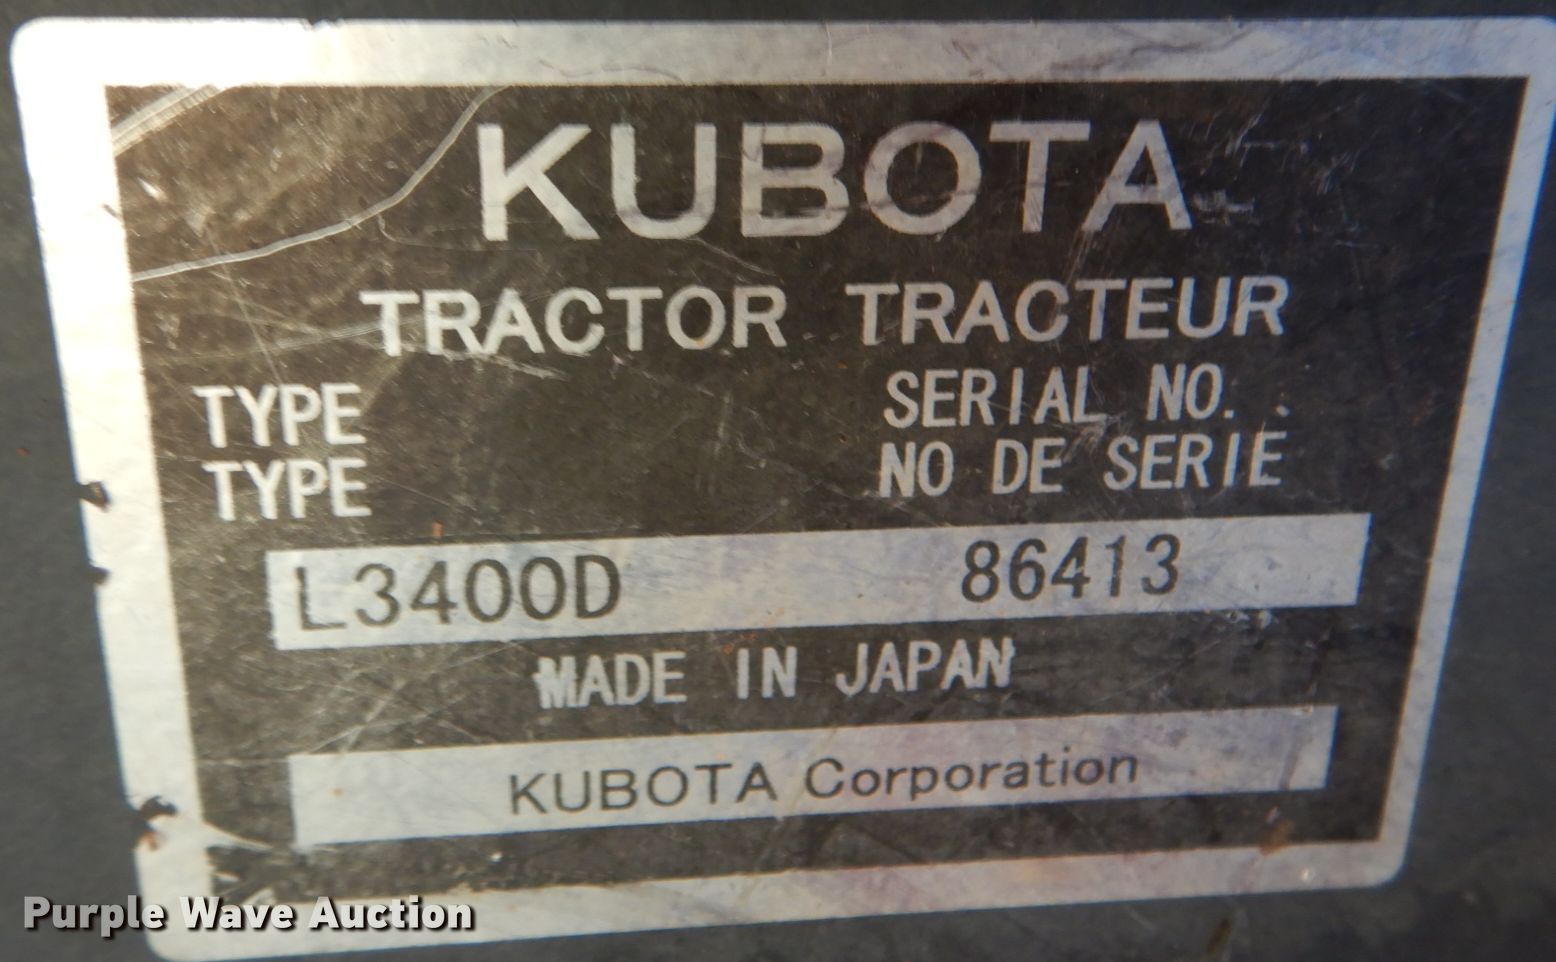 KUBOTA
TRACTOR TRACTEUR
TYPE SERIAL NO.
TYPE NO DE SERIE
L3400D 86413
MADE IN JAPAN
KUBOTA Corporation
Purple Wave Auction